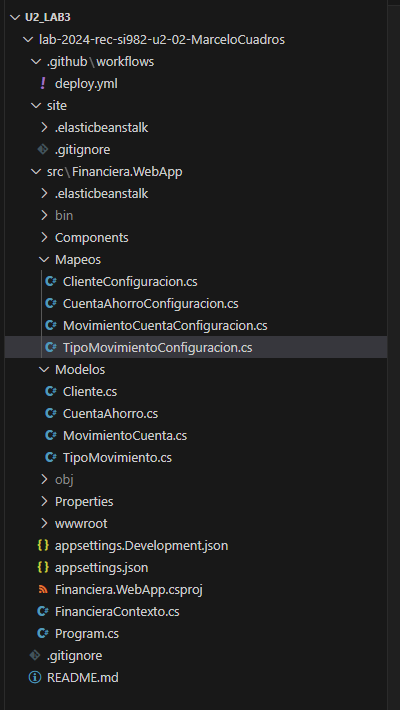 U2_LAB3
lab-2024-rec-si982-u2-02-MarceloCuadros
.github\workflows
! deploy.yml
site
.elasticbeanstalk
.gitignore
src\Financiera.WebApp
.elasticbeanstalk
bin
Components
Mapeos
C# ClienteConfiguracion.cs
C# CuentaAhorroConfiguracion.cs
C# MovimientoCuentaConfiguracion.cs
C# TipoMovimientoConfiguracion.cs
Modelos
C# Cliente.cs
C# CuentaAhorro.cs
C# MovimientoCuenta.cs
C# TipoMovimiento.cs
obj
Properties
wwwroot
{} appsettings.Development.json
{} appsettings.json
Financiera.WebApp.csproj
C# FinancieraContexto.cs
C# Program.cs
.gitignore
README.md